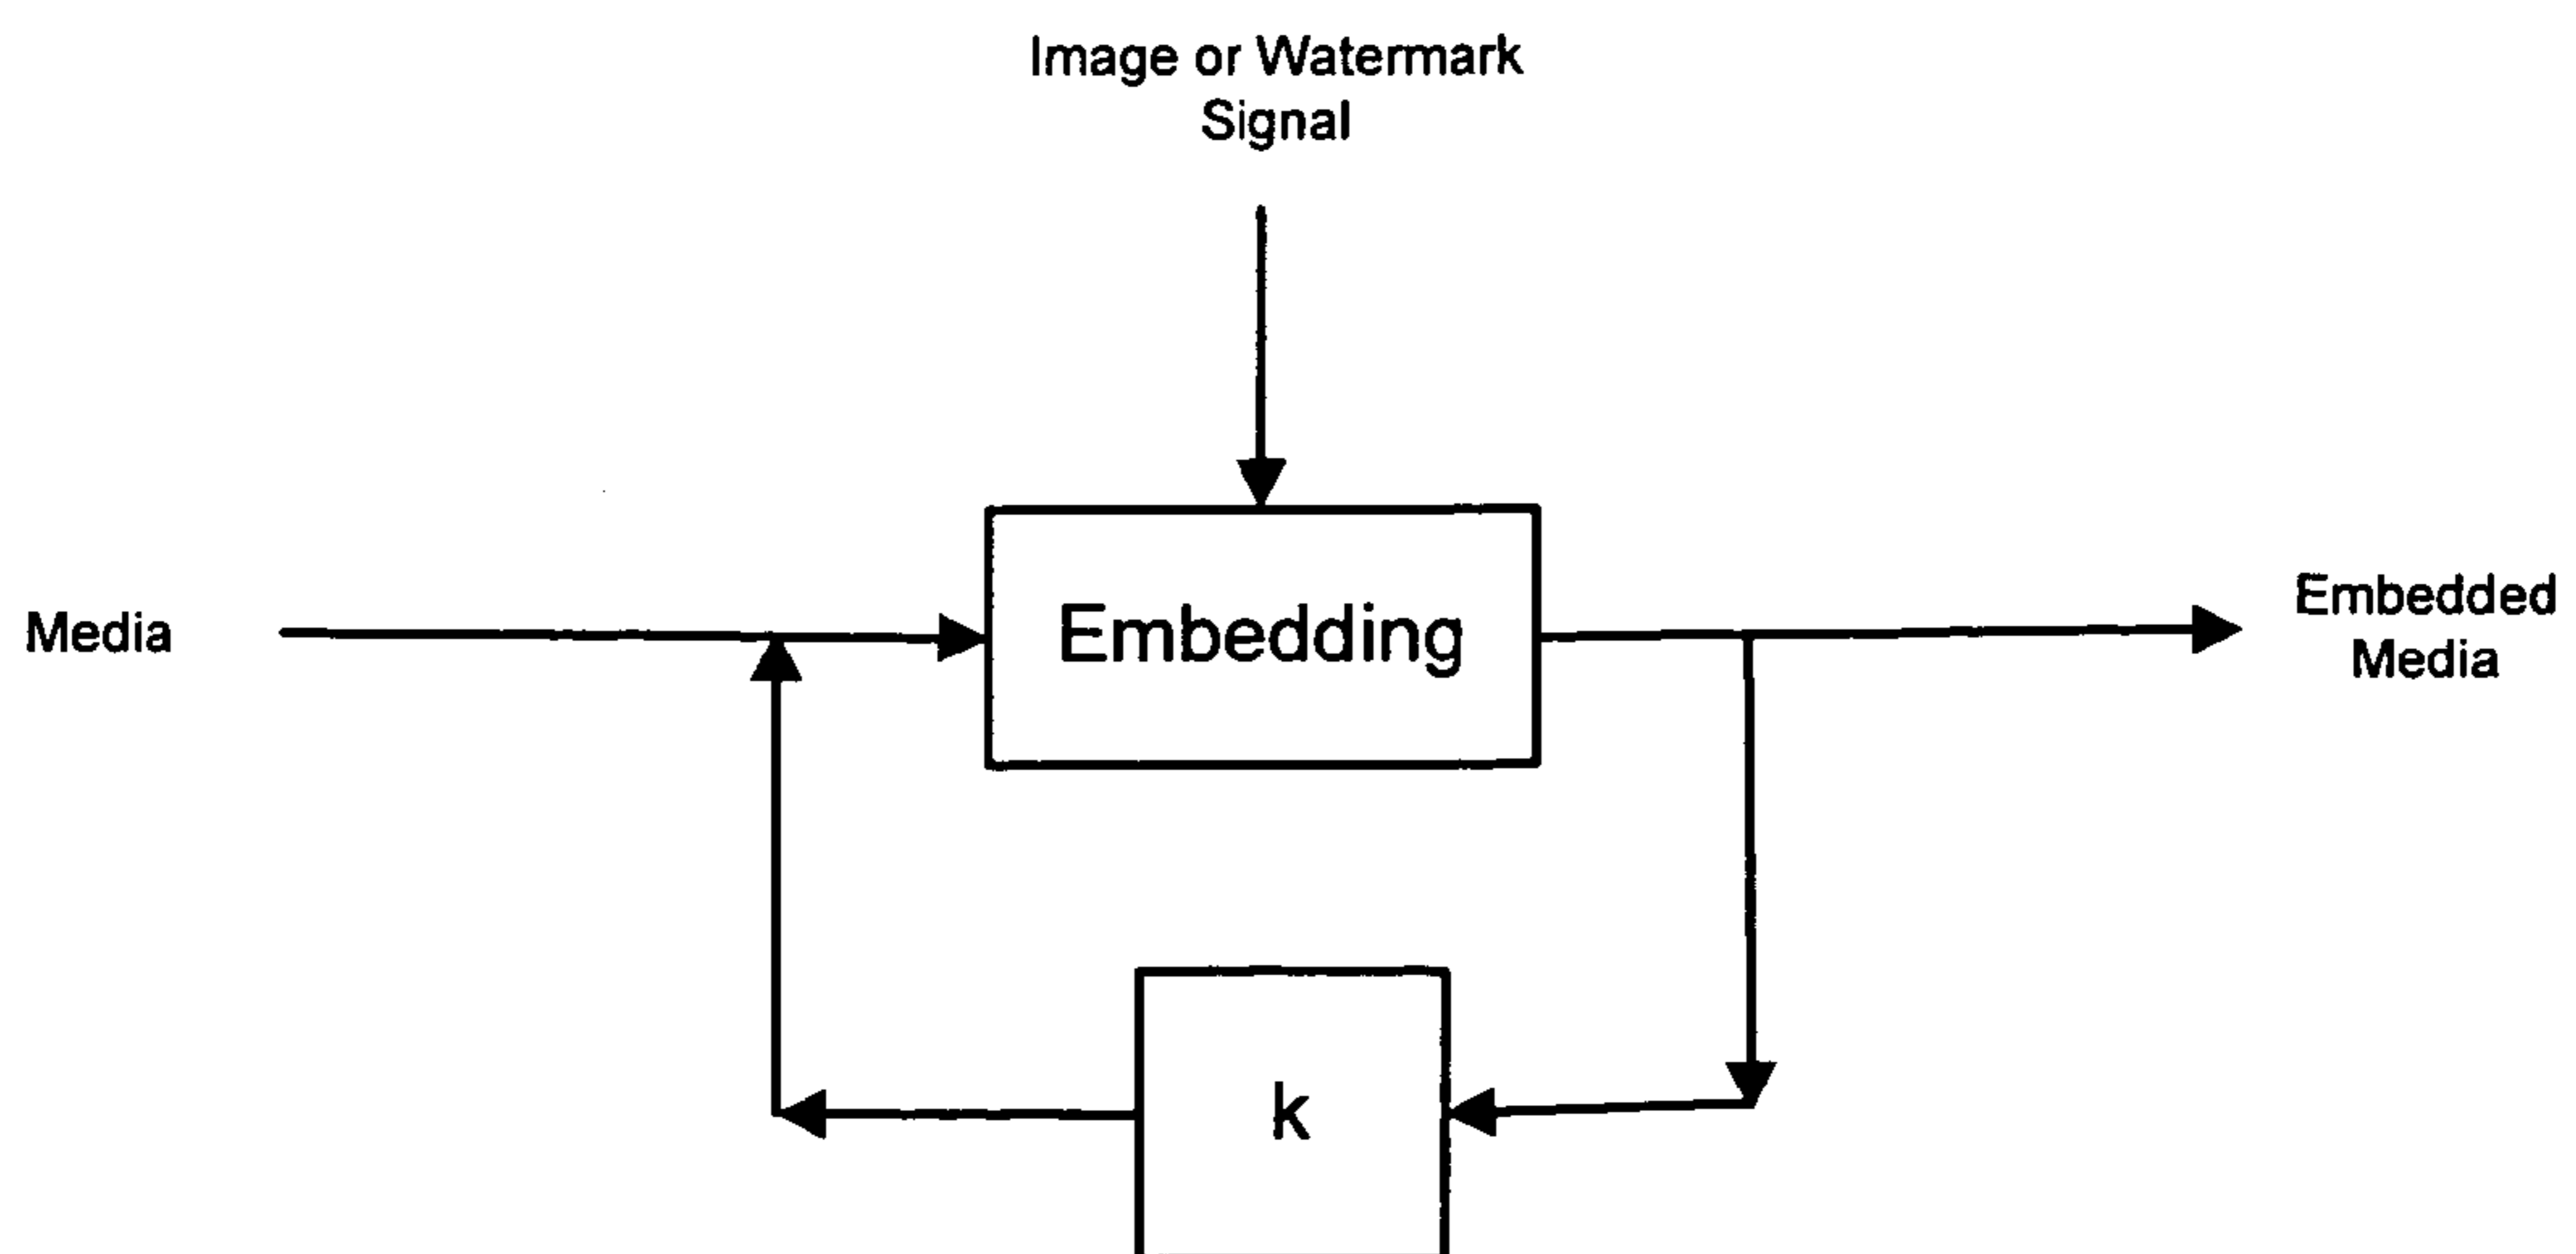 Image or Watermark
Signal
Media
Embedding
Embedded
Media
k